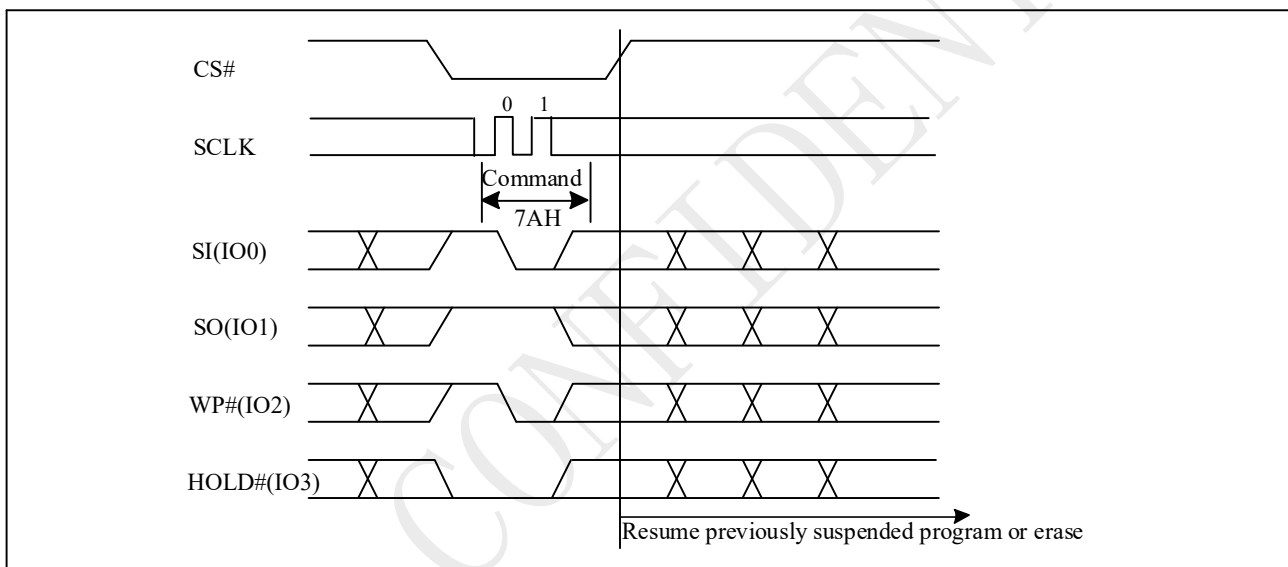 CS#
0 1
SCLK
Command
7AH
SI(IO0)
SO(IO1)
WP#(IO2)
HOLD#(IO3)
Resume previously suspended program or erase
CONFIDENT